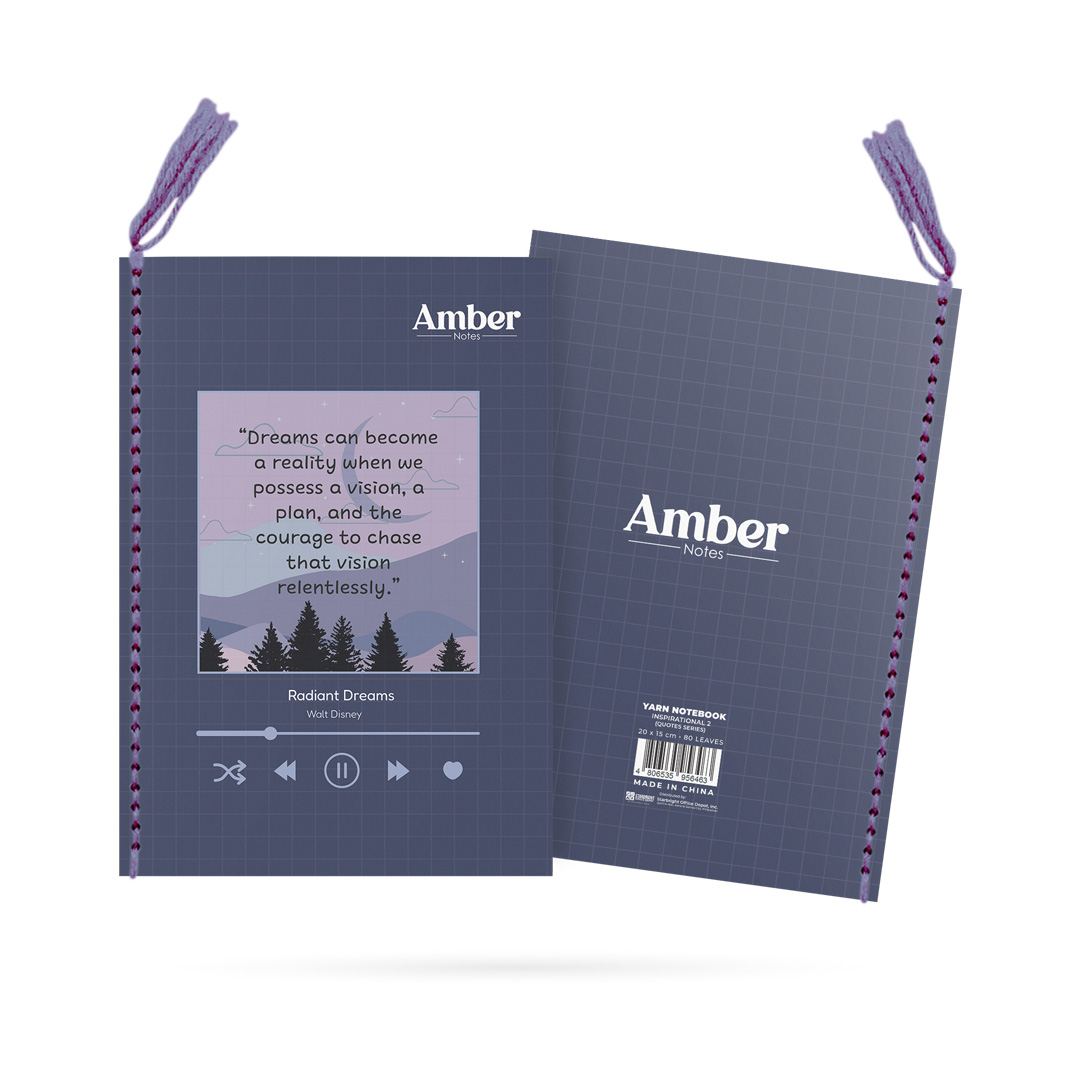 Amber
Notes
“Dreams can become
a reality when we
possess a vision, a
plan, and the
courage to chase
that vision
relentlessly.”
Radiant Dreams
Walt Disney
Amber
Notes
YARN NOTEBOOK
INSPIRATIONAL 2
(QUOTES SERIES)
20 x 15 cm • 80 LEAVES
4 806535 956463
MADE IN CHINA
Distributed by:
Starbright Office Depot, Inc.